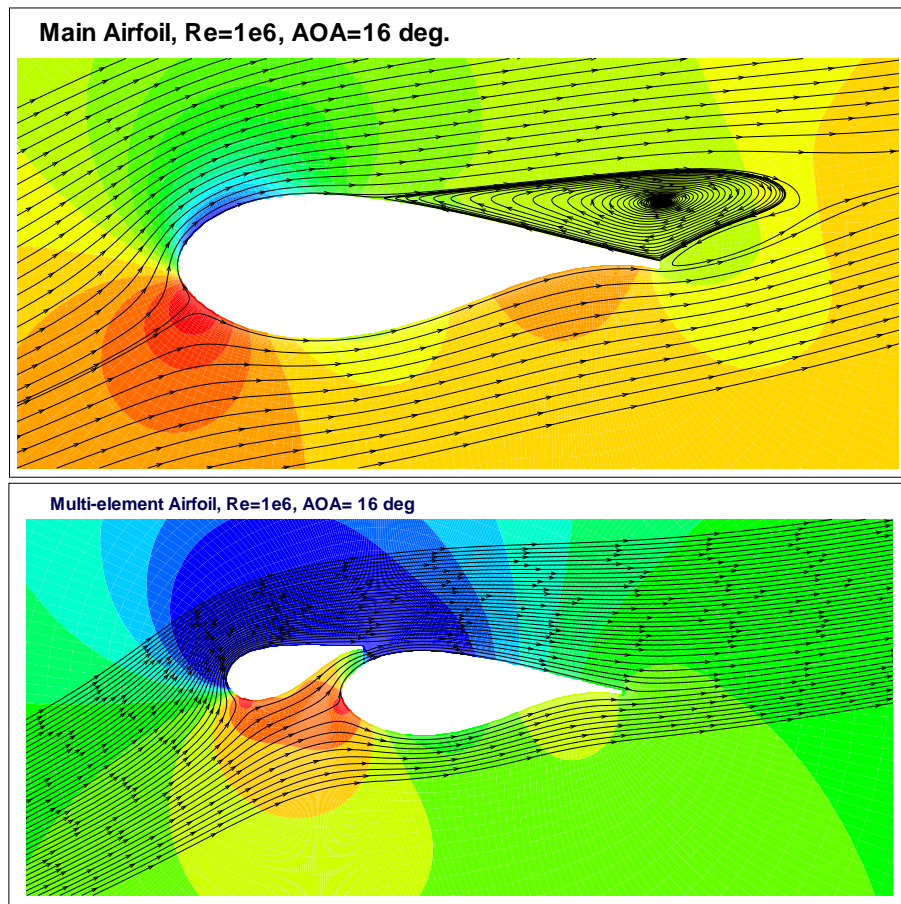 Main Airfoil, Re=1e6, AOA=16 deg.
Multi-element Airfoil, Re=1e6, AOA= 16 deg